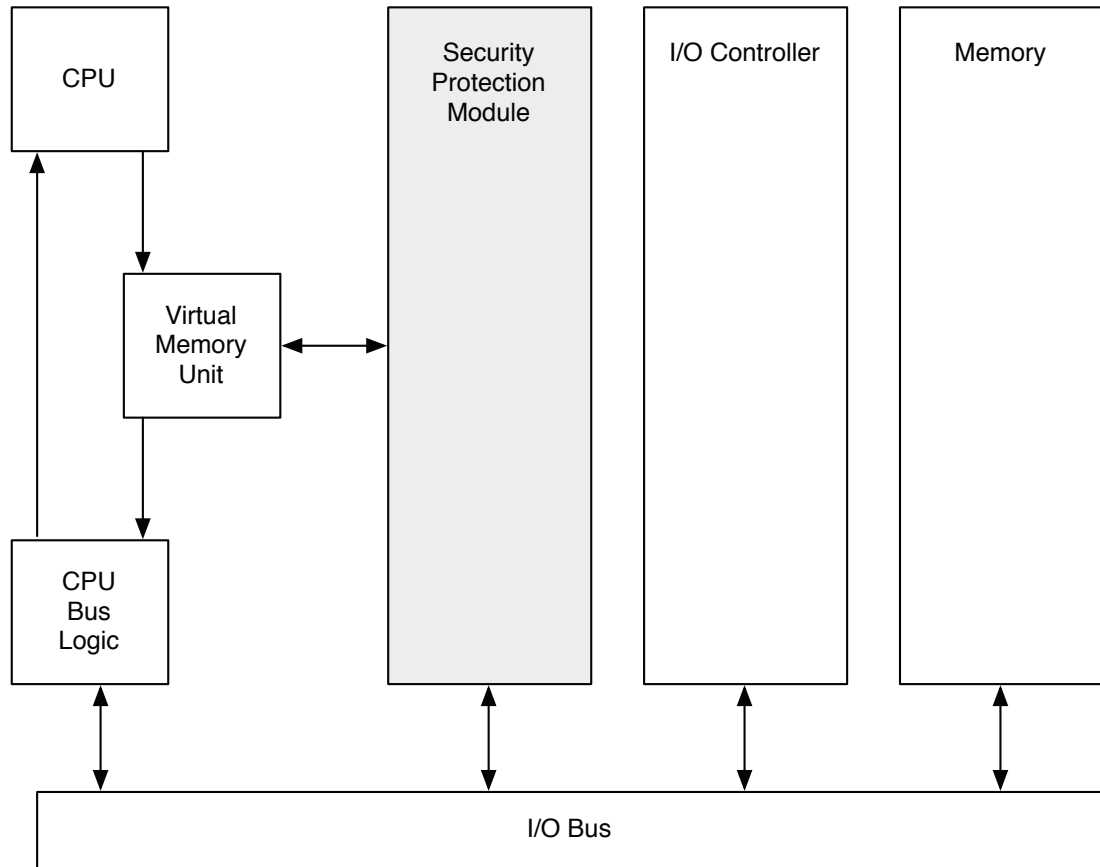 CPU
Security
Protection
Module
I/O Controller
Memory
Virtual
Memory
Unit
CPU
Bus
Logic
I/O Bus